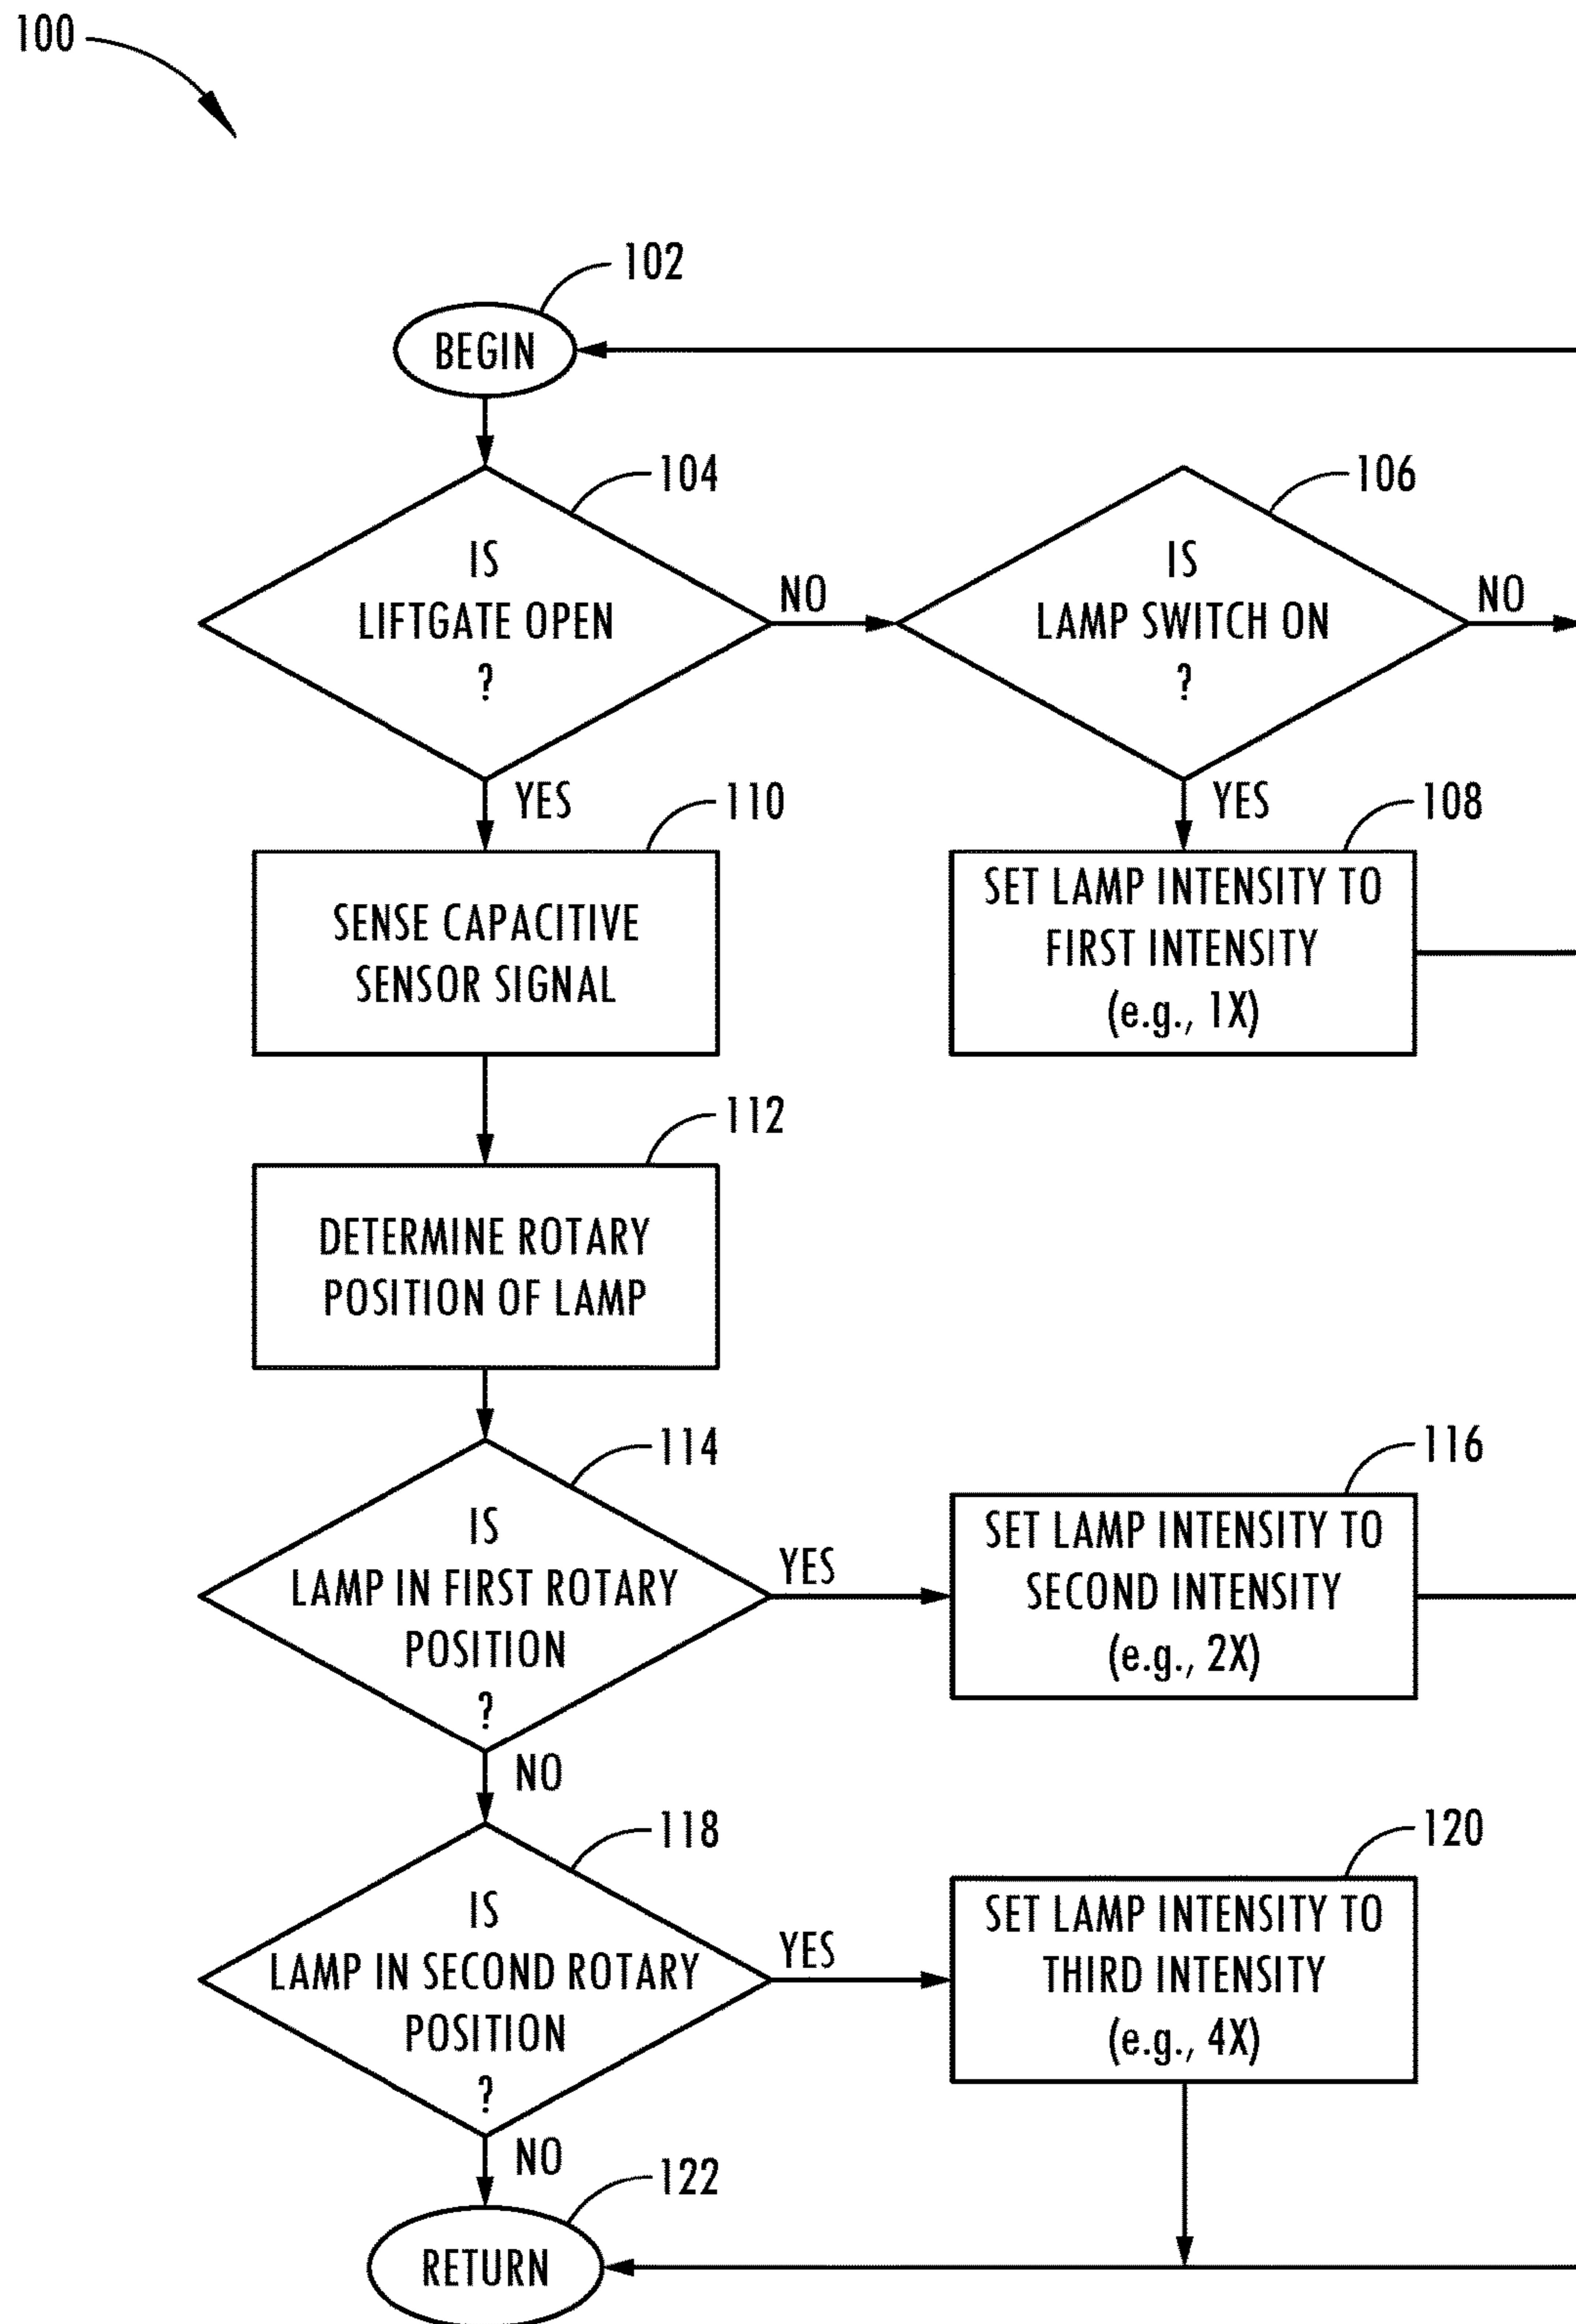 100
102
BEGIN
104
IS
LIFTGATE OPEN
?
NO
106
IS
LAMP SWITCH ON
?
NO
YES
110
SENSE CAPACITIVE
SENSOR SIGNAL
YES
108
SET LAMP INTENSITY TO
FIRST INTENSITY
(e.g., 1X)
112
DETERMINE ROTARY
POSITION OF LAMP
114
IS
LAMP IN FIRST ROTARY
POSITION
?
YES
116
SET LAMP INTENSITY TO
SECOND INTENSITY
(e.g., 2X)
NO
118
IS
LAMP IN SECOND ROTARY
POSITION
?
YES
120
SET LAMP INTENSITY TO
THIRD INTENSITY
(e.g., 4X)
NO
122
RETURN